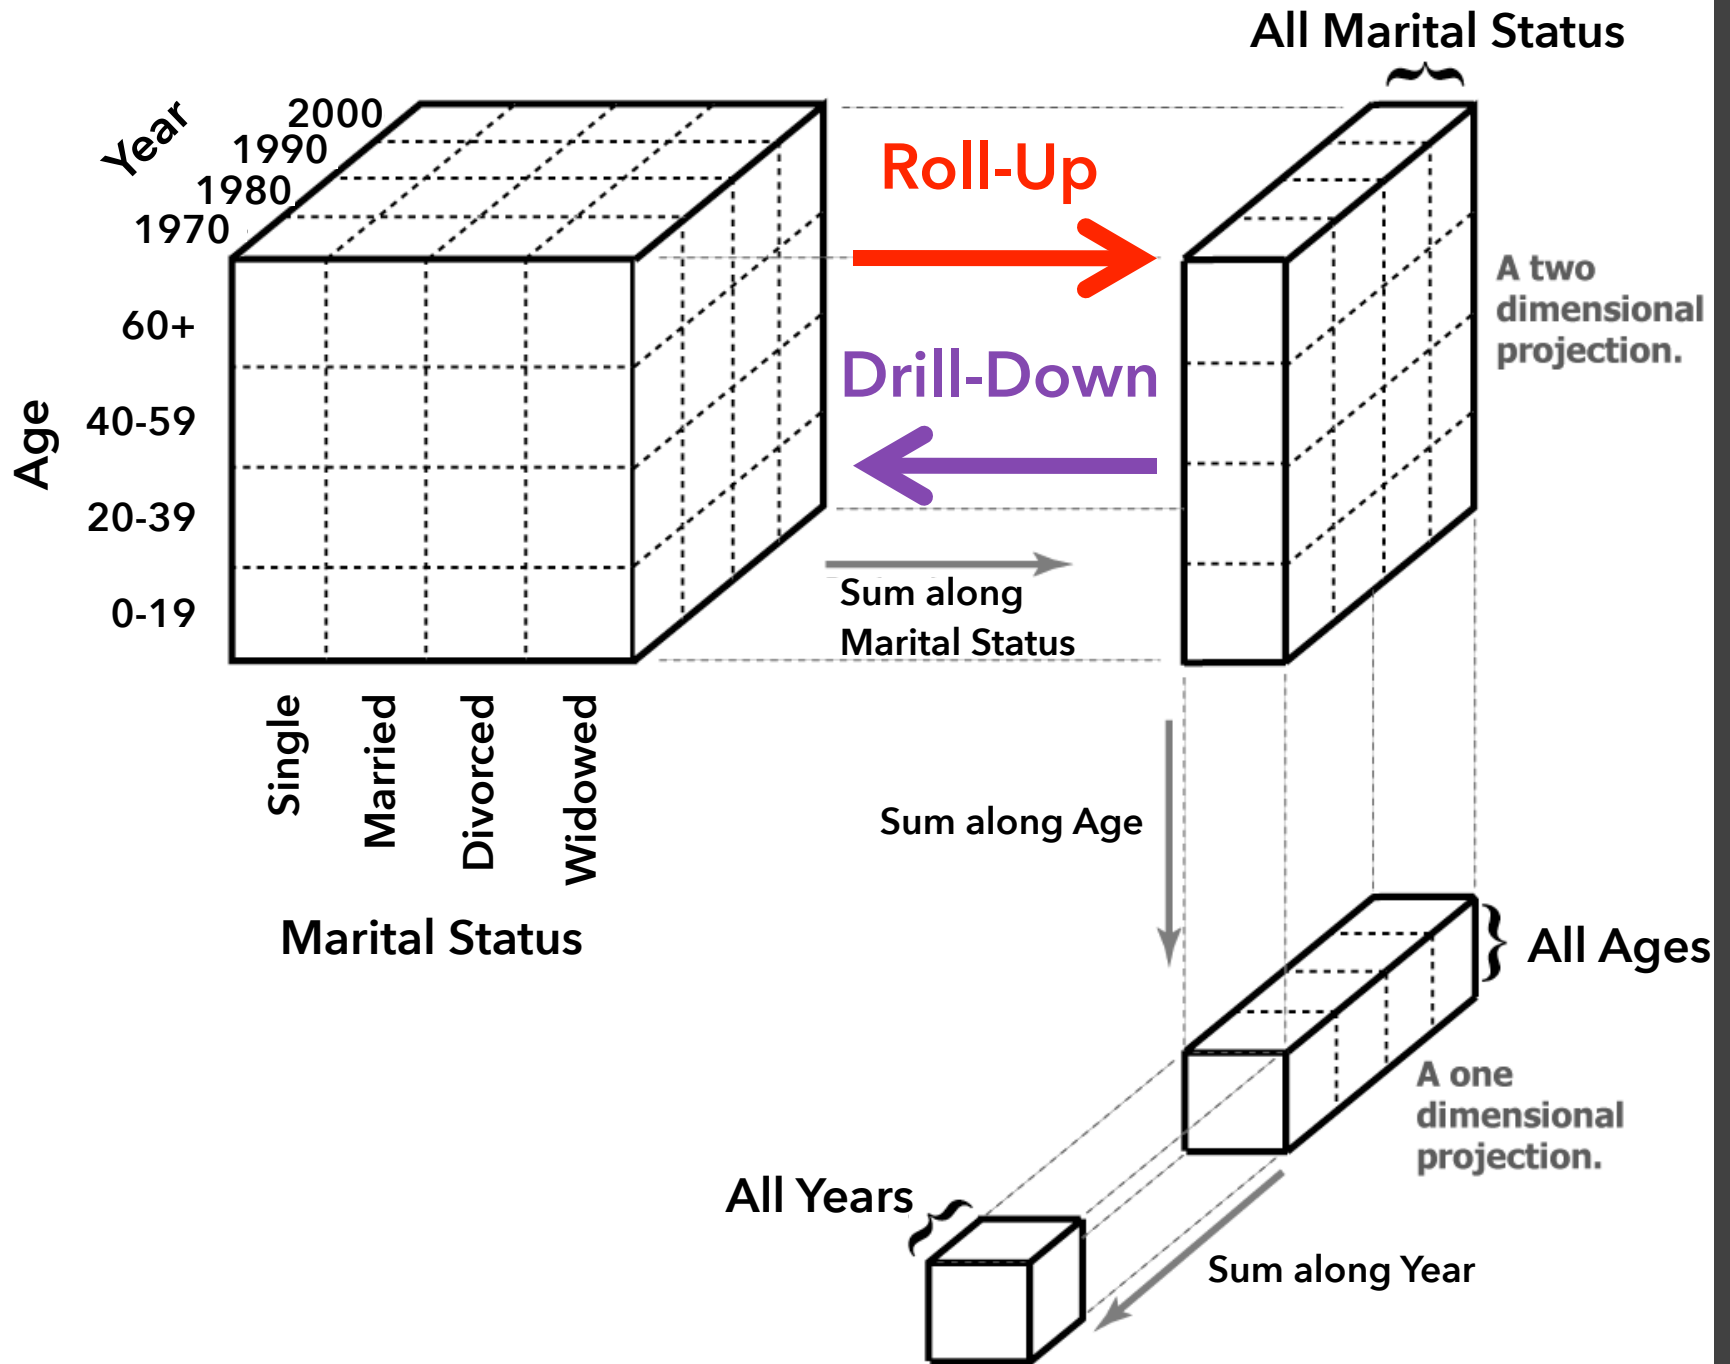 All Marital Status
Year
2000
1990
1980
1970
Roll-Up
Drill-Down
A two
dimensional
projection.
Age
60+
40-59
20-39
0-19
Sum along
Marital Status
Single
Married
Divorced
Widowed
Marital Status
Sum along Age
All Ages
A one
dimensional
projection.
All Years
Sum along Year